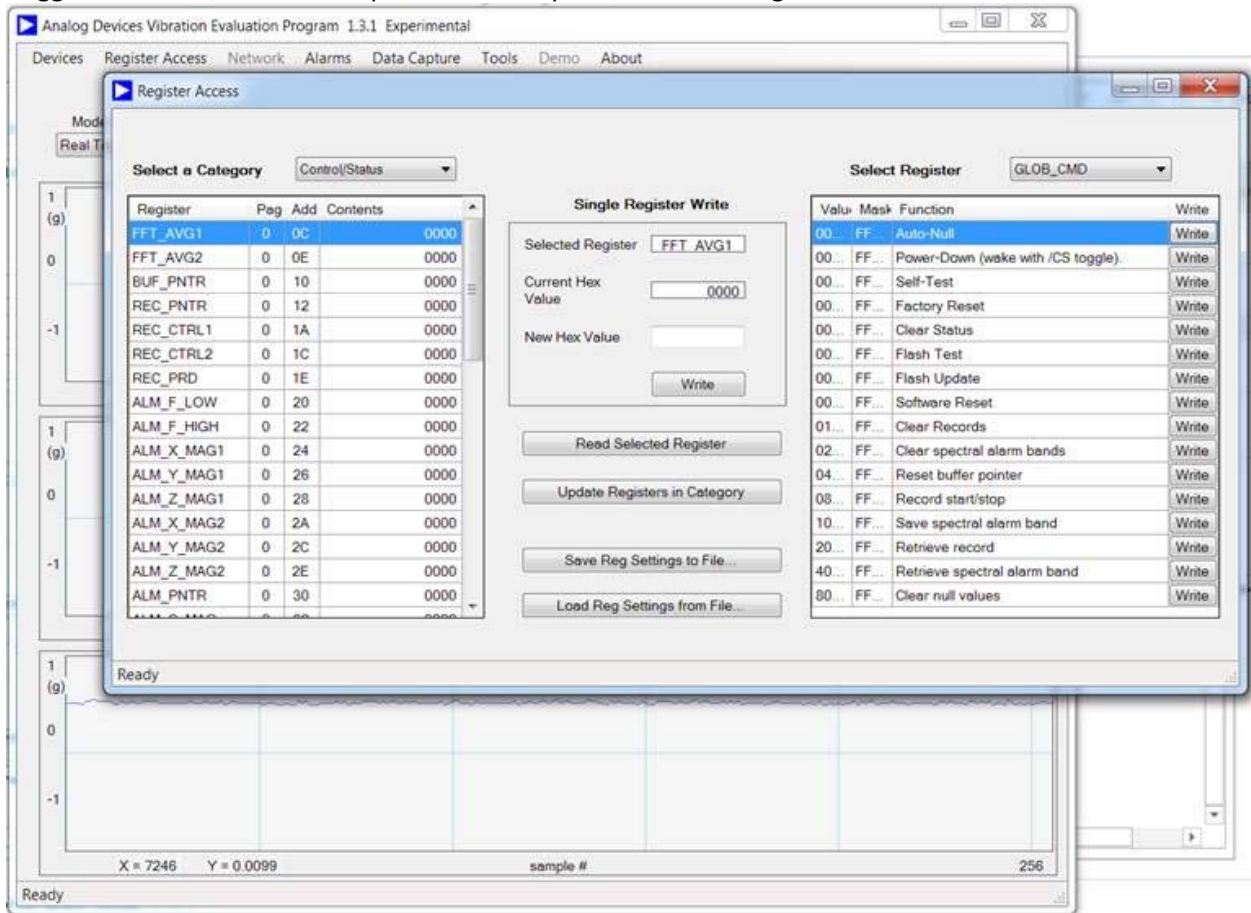 Analog Devices Vibration Evaluation Program 1.3.1 Experimental
Devices Register Access Network Alarms Data Capture Tools Demo About
Register Access
Real
Select a Category Control/Status Select Register GLOB_CMD
1
(g)
0
-1
Register Pag Add Contents
FFT_AVG1 0 0C 0000
FFT_AVG2 0 0E 0000
BUF_PNTR 0 10 0000
REC_PNTR 0 12 0000
REC_CTRL1 0 1A 0000
REC_CTRL2 0 1C 0000
REC_PRD 0 1E 0000
ALM_F_LOW 0 20 0000
ALM_F_HIGH 0 22 0000
ALM_X_MAG1 0 24 0000
ALM_Y_MAG1 0 26 0000
ALM_Z_MAG1 0 28 0000
ALM_X_MAG2 0 2A 0000
ALM_Y_MAG2 0 2C 0000
ALM_Z_MAG2 0 2E 0000
ALM_PNTR 0 30 0000
Single Register Write
Selected Register FFT_AVG1
Current Hex
Value 0000
New Hex Value
Write
Read Selected Register
Update Registers in Category
Save Reg Settings to File...
Load Reg Settings from File...
Valu Mask Function Write
00... FF... Auto-Null Write
00... FF... Power-Down (wake with /CS toggle). Write
00... FF... Self-Test Write
00... FF... Factory Reset Write
00... FF... Clear Status Write
00... FF... Flash Test Write
00... FF... Flash Update Write
00... FF... Software Reset Write
01... FF... Clear Records Write
02... FF... Clear spectral alarm bands Write
04... FF... Reset buffer pointer Write
08... FF... Record start/stop Write
10... FF... Save spectral alarm band Write
20... FF... Retrieve record Write
40... FF... Retrieve spectral alarm band Write
80... FF... Clear null values Write
1
(g)
0
-1
Ready
1
(g)
0
-1
X = 7246 Y = 0.0099 sample # 256
Ready